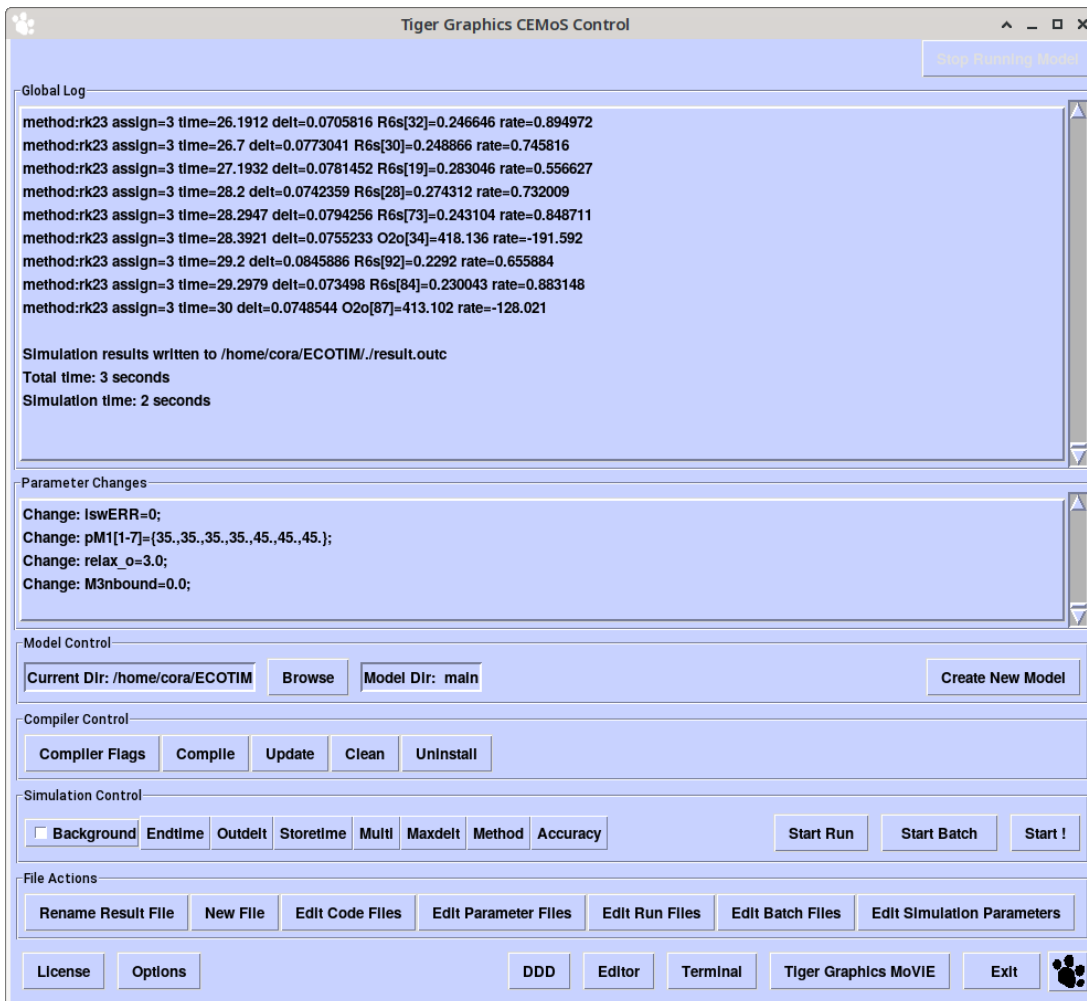 Tiger Graphics CEMoS Control
Stop Running Model
Global Log
method:rk23 assign=3 time=26.1912 delt=0.0705816 R6s[32]=0.246646 rate=0.894972
method:rk23 assign=3 time=26.7 delt=0.0773041 R6s[30]=0.248866 rate=0.745816
method:rk23 assign=3 time=27.1932 delt=0.0781452 R6s[19]=0.283046 rate=0.556627
method:rk23 assign=3 time=28.2 delt=0.0742359 R6s[28]=0.274312 rate=0.732009
method:rk23 assign=3 time=28.2947 delt=0.0794256 R6s[73]=0.243104 rate=0.848711
method:rk23 assign=3 time=28.3921 delt=0.0755233 O2o[34]=418.136 rate=-191.592
method:rk23 assign=3 time=29.2 delt=0.0845886 R6s[92]=0.2292 rate=0.655884
method:rk23 assign=3 time=29.2979 delt=0.073498 R6s[84]=0.230043 rate=0.883148
method:rk23 assign=3 time=30 delt=0.0748544 O2o[87]=413.102 rate=-128.021
Simulation results written to /home/cora/ECOTIM/./result.outc
Total time: 3 seconds
Simulation time: 2 seconds
Parameter Changes
Change: IswERR=0;
Change: pM1[1-7]={35.,35.,35.,35.,45.,45.,45.};
Change: relax_o=3.0;
Change: M3nbound=0.0;
Model Control
Current Dir: /home/cora/ECOTIM Browse Model Dir: main Create New Model
Compiler Control
Compiler Flags Compile Update Clean Uninstall
Simulation Control
Background Endtime Outdelt Storetime Multi Maxdelt Method Accuracy Start Run Start Batch Start !
File Actions
Rename Result File New File Edit Code Files Edit Parameter Files Edit Run Files Edit Batch Files Edit Simulation Parameters
License Options DDD Editor Terminal Tiger Graphics MoViE Exit